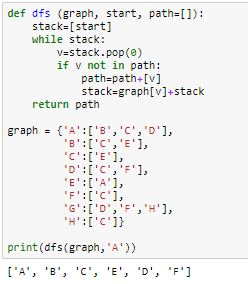 def dfs (graph, start, path=[]):
    stack=[start]
    while stack:
        v=stack.pop(0)
        if v not in path:
            path=path+[v]
            stack=graph[v]+stack
    return path
graph = {'A':['B','C','D'],
         'B':['C','E'],
         'C':['E'],
         'D':['C','F'],
         'E':['A'],
         'F':['C'],
         'G':['D','F','H'],
         'H':['C']}
print(dfs(graph,'A'))
['A', 'B', 'C', 'E', 'D', 'F']